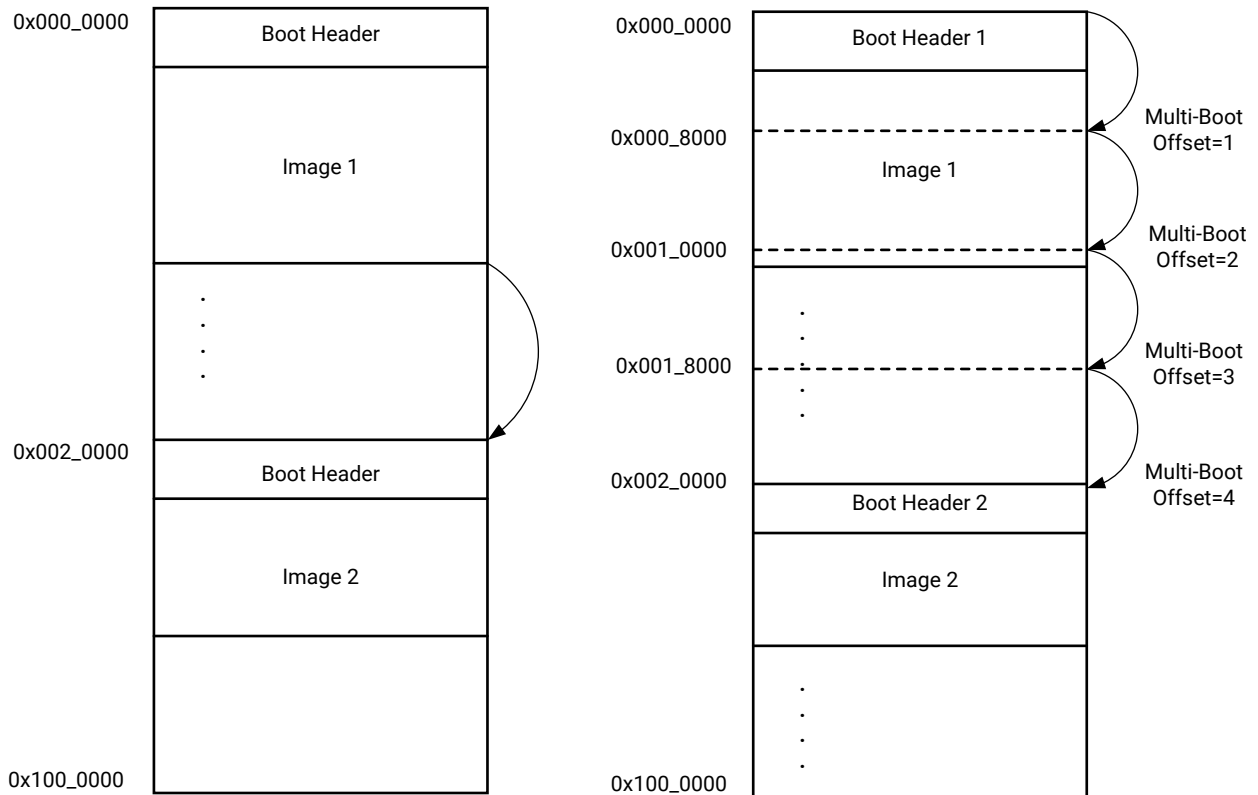 0x000_0000
Boot Header
Image 1
.
.
.
.
0x002_0000
Boot Header
Image 2
0x100_0000
0x000_0000
Boot Header 1
Multi-Boot
Offset=1
0x000_8000
Image 1
Multi-Boot
Offset=2
0x001_0000
.
.
.
Multi-Boot
Offset=3
0x001_8000
.
.
Multi-Boot
Offset=4
0x002_0000
Boot Header 2
Image 2
.
.
.
.
0x100_0000